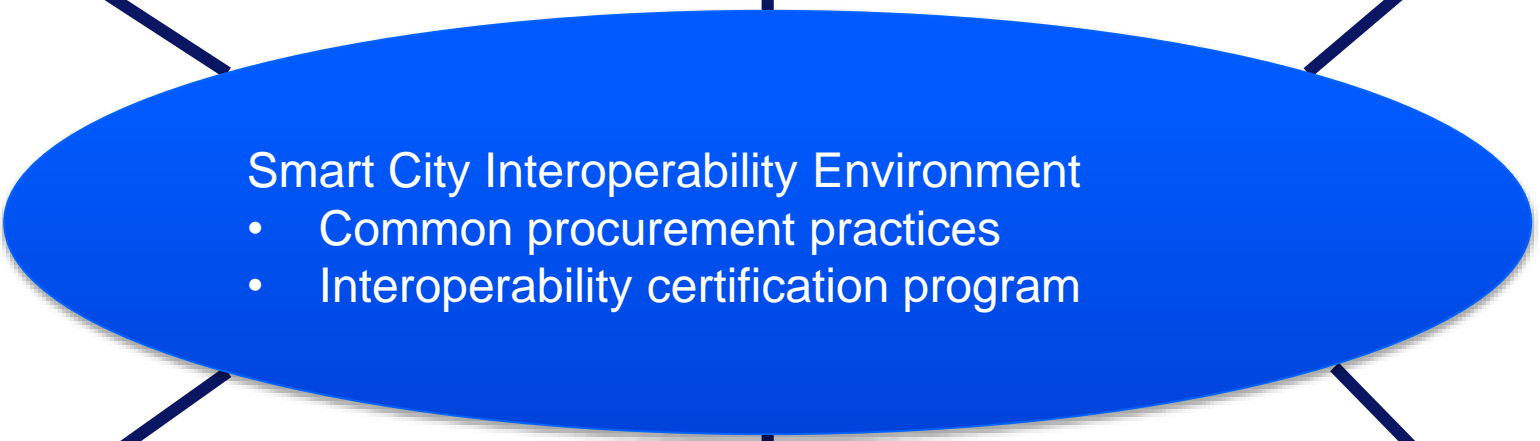 Smart City Interoperability Environment
• Common procurement practices
• Interoperability certification program